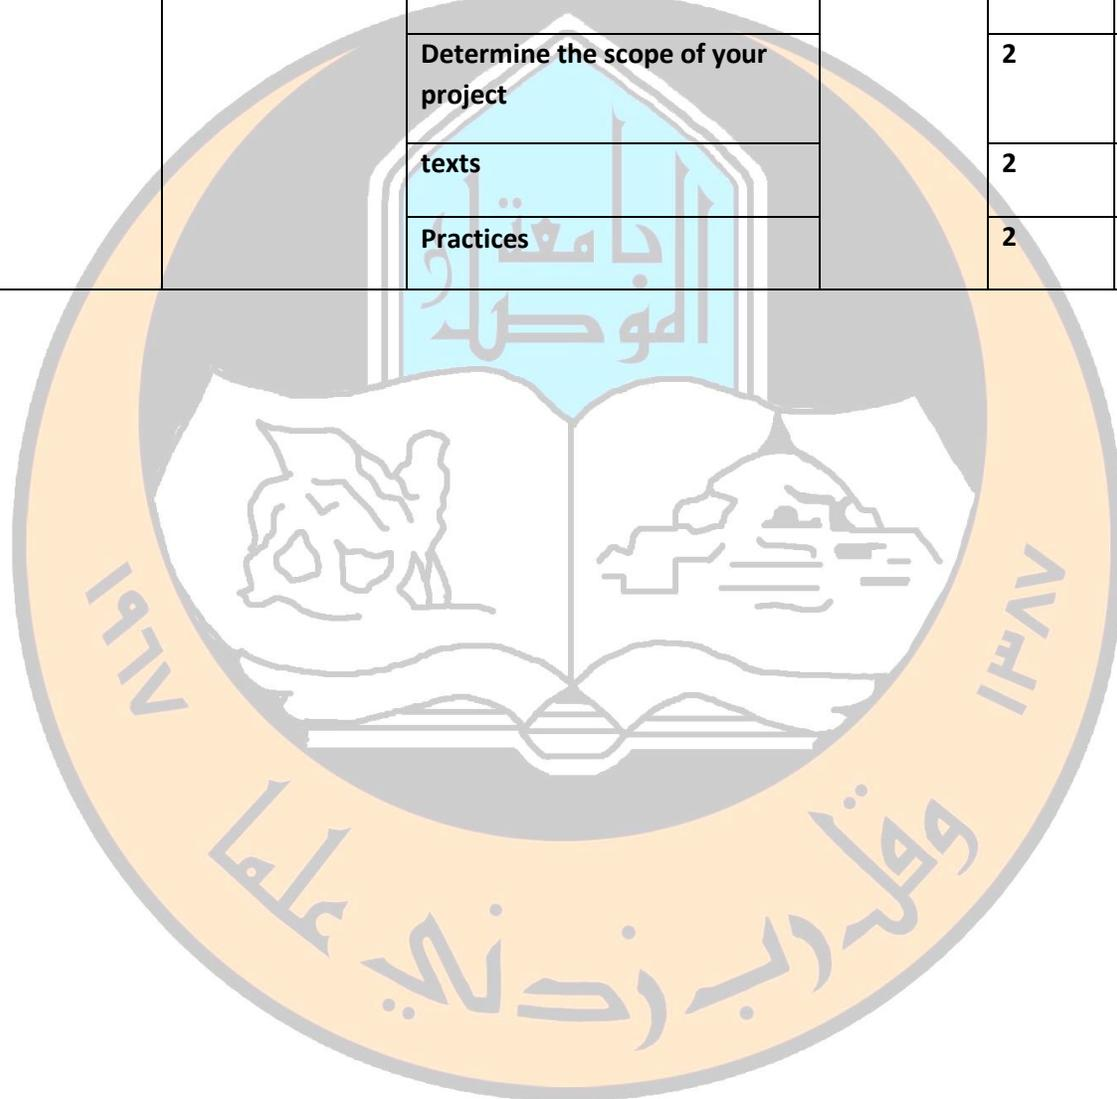 Determine the scope of your 2
project
texts 2
Practices 2
جامعة
الموصل
١٩٦٧
١٣٨٧
وقل رب زدني علما